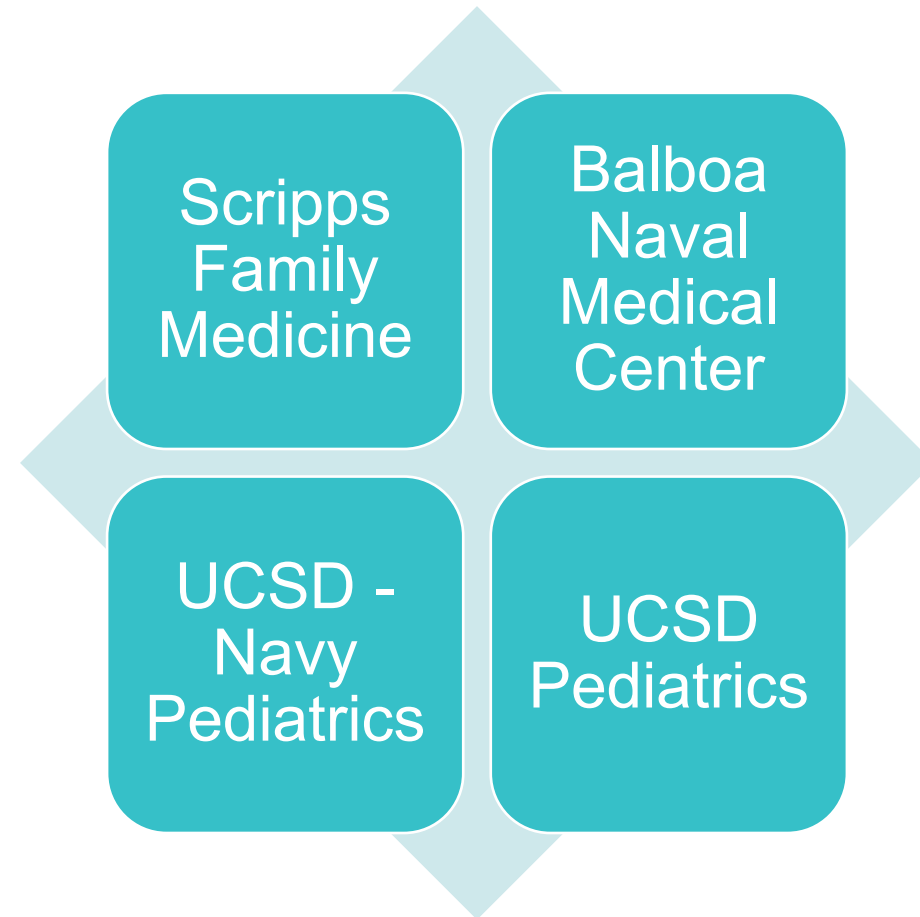 Scripps
Family
Medicine
Balboa
Naval
Medical
Center
UCSD -
Navy
Pediatrics
UCSD
Pediatrics